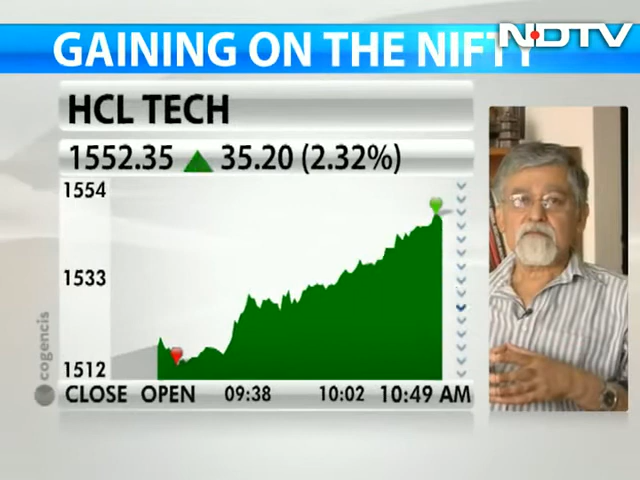 GAINING ON THE NIFTY
NDTV
HCL TECH
1552.35 35.20 (2.32%)
1554
1533
1512
CLOSE OPEN 09:38 10:02 10:49 AM
cogencis